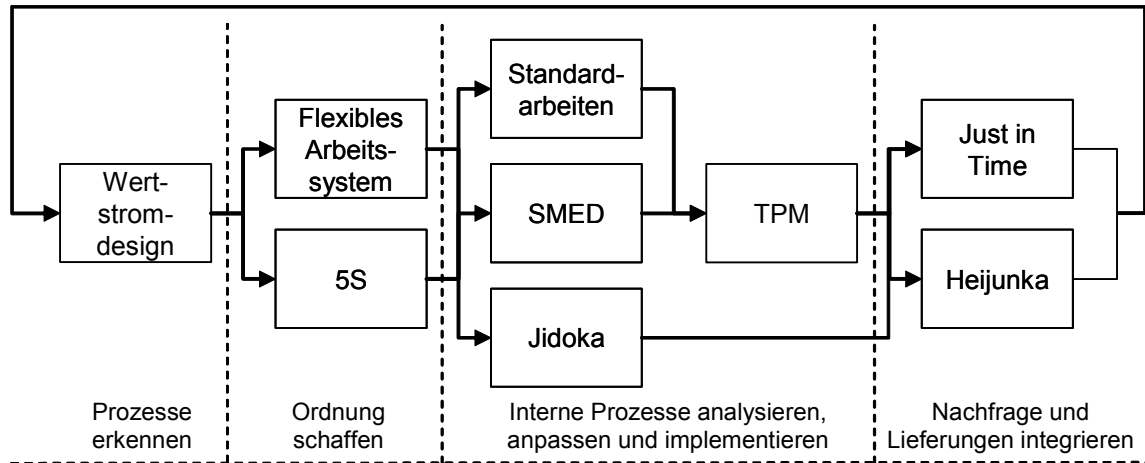 Wert-
strom-
design
Flexibles
Arbeits-
system
5S
Standard-
arbeiten
SMED
Jidoka
TPM
Just in
Time
Heijunka
Prozesse
erkennen
Ordnung
schaffen
Interne Prozesse analysieren,
anpassen und implementieren
Nachfrage und
Lieferungen integrieren